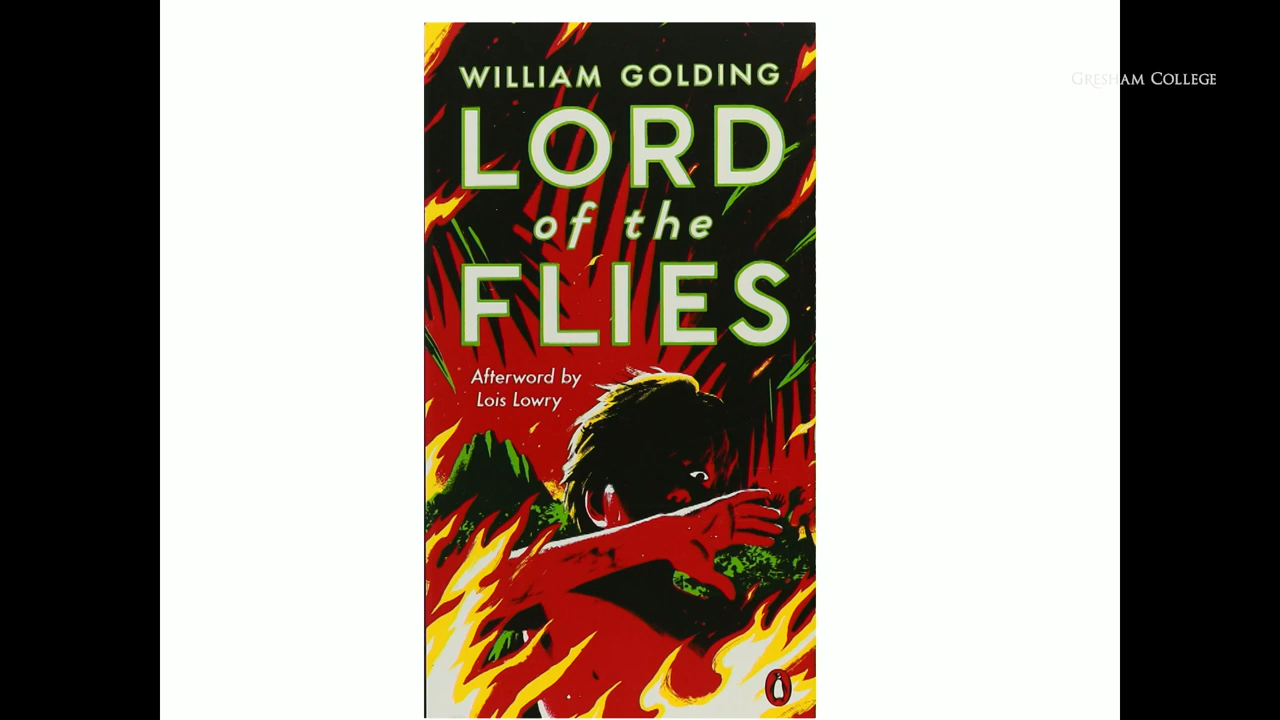 WILLIAM GOLDING
LORD
of the
FLIES
Afterword by
Lois Lowry
GRESHAM COLLEGE